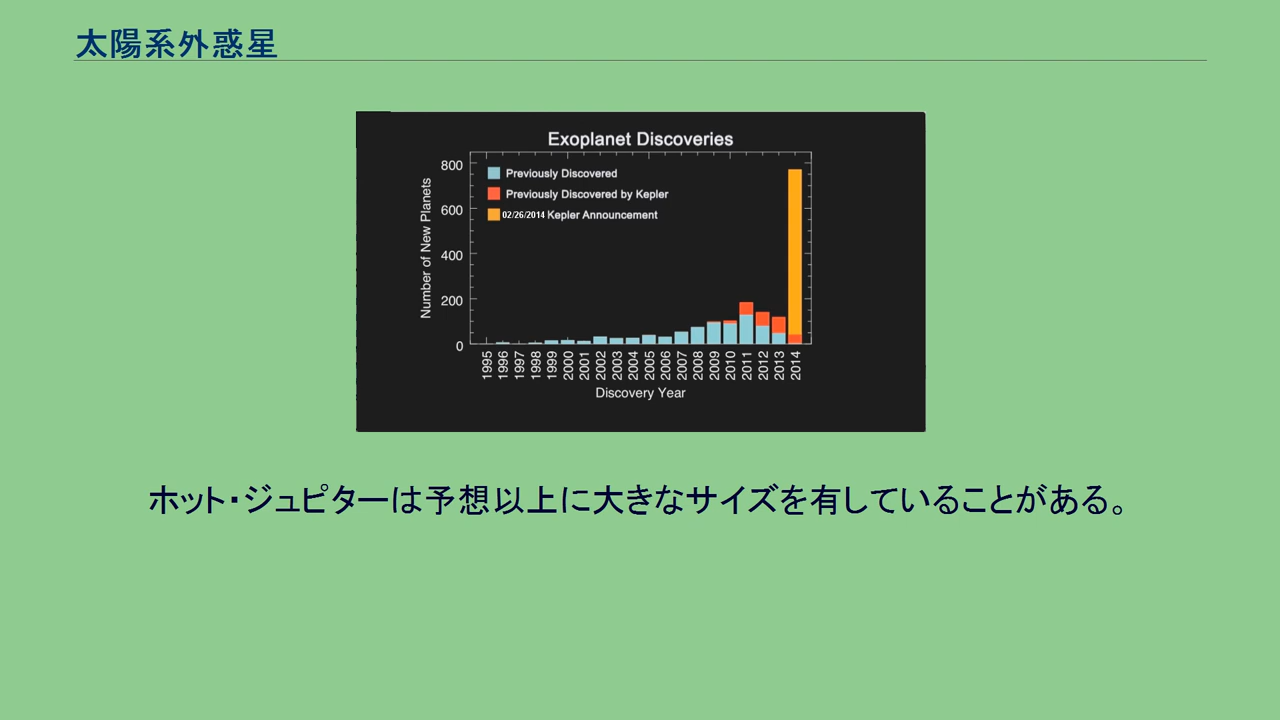 太陽系外惑星
Exoplanet Discoveries
Previously Discovered
Previously Discovered by Kepler
02/26/2014 Kepler Announcement
Number of New Planets
800
600
400
200
0
1995 1996 1997 1998 1999 2000 2001 2002 2003 2004 2005 2006 2007 2008 2009 2010 2011 2012 2013 2014
Discovery Year
ホット・ジュピターは予想以上に大きなサイズを有していることがある。